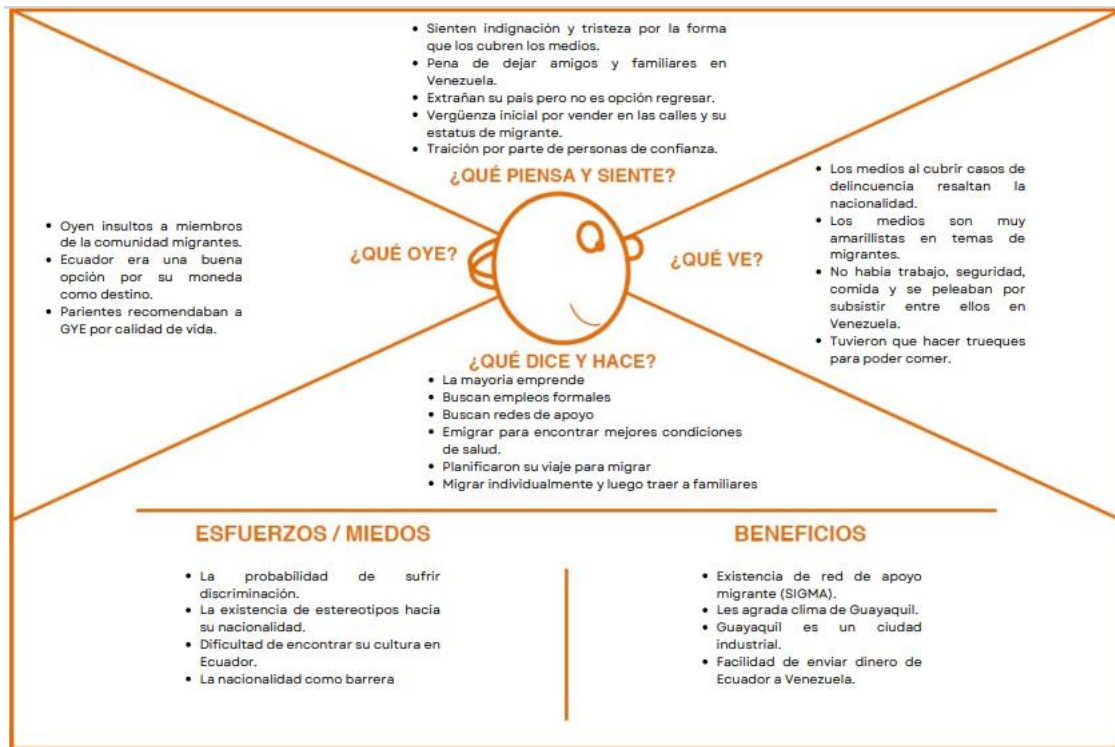 • Sienten indignación y tristeza por la forma
que los cubren los medios.
• Pena de dejar amigos y familiares en
Venezuela.
• Extrañan su país pero no es opción regresar.
• Vergüenza inicial por vender en las calles y su
estatus de migrante.
• Traición por parte de personas de confianza.
¿QUÉ PIENSA Y SIENTE?
• Oyen insultos a miembros
de la comunidad migrantes.
• Ecuador era una buena
opción por su moneda
como destino.
• Parientes recomendaban a
GYE por calidad de vida.
¿QUÉ OYE?
¿QUÉ VE?
• Los medios al cubrir casos de
delincuencia resaltan la
nacionalidad.
• Los medios son muy
amarillistas en temas de
migrantes.
• No había trabajo, seguridad,
comida y se peleaban por
subsistir entre ellos en
Venezuela.
• Tuvieron que hacer trueques
para poder comer.
¿QUÉ DICE Y HACE?
• La mayoria emprende
• Buscan empleos formales
• Buscan redes de apoyo
• Emigrar para encontrar mejores condiciones
de salud.
• Planificaron su viaje para migrar
• Migrar individualmente y luego traer a familiares
ESFUERZOS / MIEDOS
• La probabilidad de sufrir
discriminación.
• La existencia de estereotipos hacia
su nacionalidad.
• Dificultad de encontrar su cultura en
Ecuador.
• La nacionalidad como barrera
BENEFICIOS
• Existencia de red de apoyo
migrante (SIGMA).
• Les agrada clima de Guayaquil.
• Guayaquil es un ciudad
industrial.
• Facilidad de enviar dinero de
Ecuador a Venezuela.